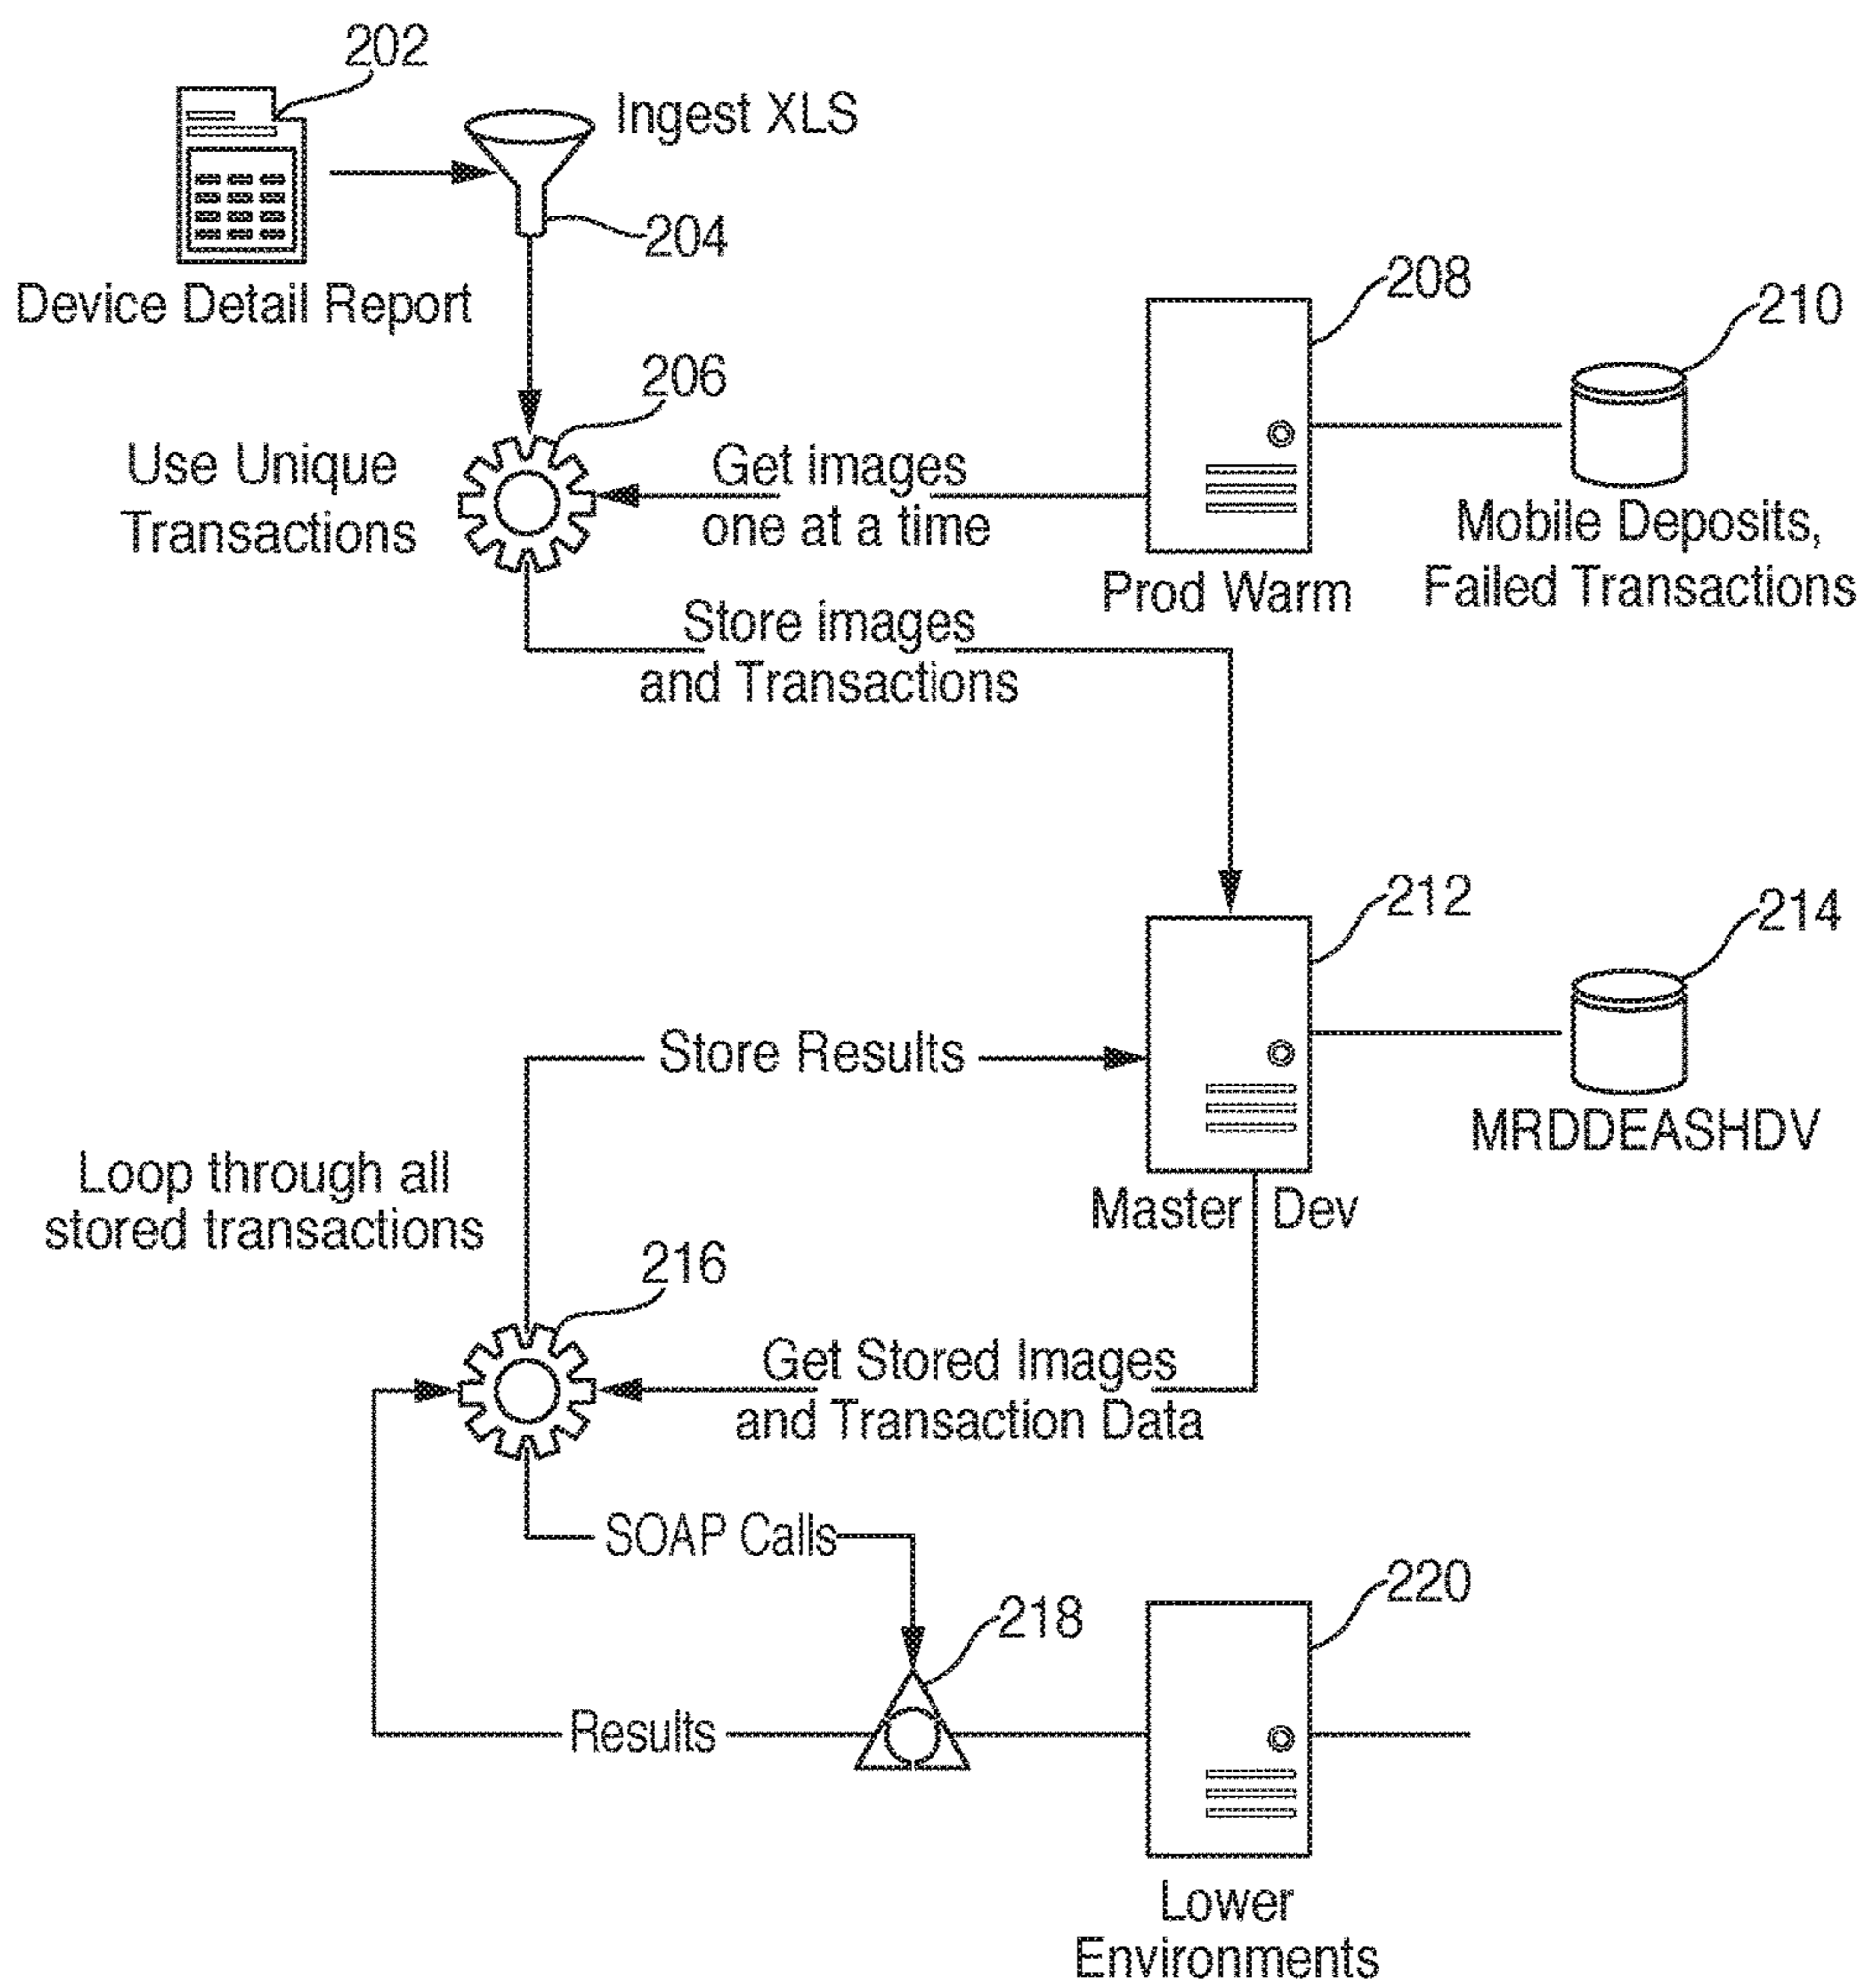 202
Ingest XLS
204
Device Detail Report
208
210
206
Use Unique
Transactions
Get images
one at a time
Mobile Deposits,
Failed Transactions
Prod Warm
Store images
and Transactions
212
214
Store Results
MRDDEASHDV
Master Dev
Loop through all
stored transactions
216
Get Stored Images
and Transaction Data
SOAP Calls
218
220
Results
Lower
Environments